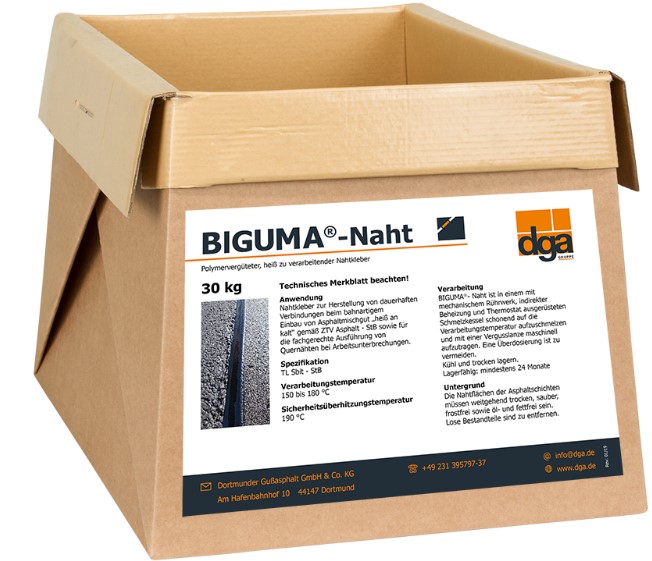 BIGUMA®-Naht
Polymervergüteter, heiß zu verarbeitender Nahtkleber
dga
GRUPPE
30 kg
Technisches Merkblatt beachten!
Anwendung
Nahtkleber zur Herstellung von dauerhaften
Verbindungen beim bahnartigem
Einbau von Asphaltmischgut „heiß an
kalt" gemäß ZTV Asphalt - StB sowie für
die fachgerechte Ausführung von
Quernähten bei Arbeitsunterbrechungen.
Spezifikation
TL Sbit - StB
Verarbeitungstemperatur
150 bis 180 °C
Sicherheitsüberhitzungstemperatur
190 °C
Verarbeitung
BIGUMA®- Naht ist in einem mit
mechanischem Rührwerk, indirekter
Beheizung und Thermostat ausgerüsteten
Schmelzkessel schonend auf die
Verarbeitungstemperatur aufzuschmelzen
und mit einer Vergusslanze maschinell
aufzutragen. Eine Überdosierung ist zu
vermeiden.
Kühl und trocken lagern.
Lagerfähig: mindestens 24 Monate
Untergrund
Die Nahtflächen der Asphaltschichten
müssen weitgehend trocken, sauber,
frostfrei sowie öl- und fettfrei sein.
Lose Bestandteile sind zu entfernen.
Dortmunder Gußasphalt GmbH & Co. KG
Am Hafenbahnhof 10 44147 Dortmund
+49 231 395797-37
@ info@dga.de
www.dga.de